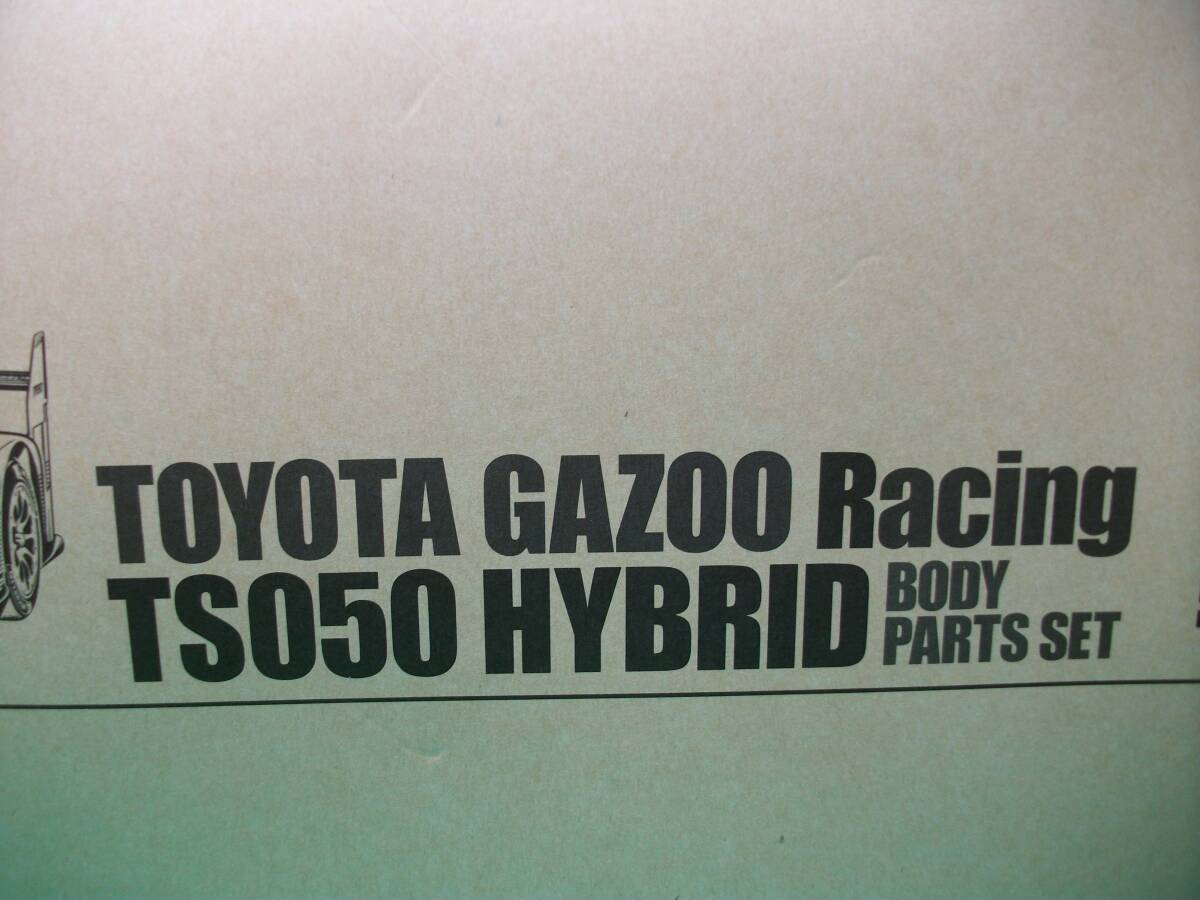 TOYOTA GAZOO Racing
TS050 HYBRID BODY
PARTS SET